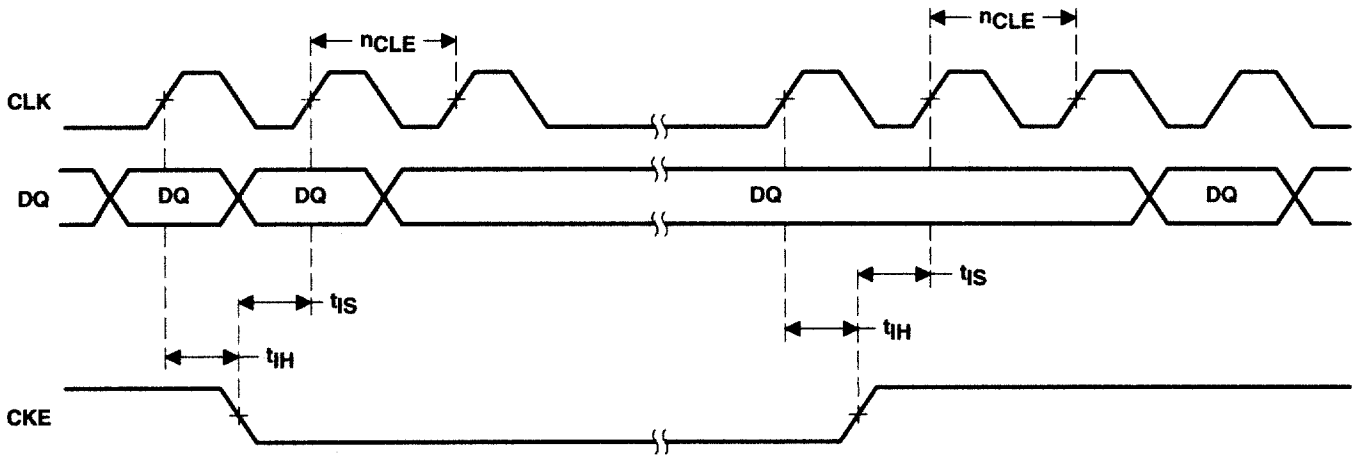 nCLE
nCLE
CLK
DQ
DQ
DQ
DQ
DQ
tIS
tIS
tIH
tIH
CKE